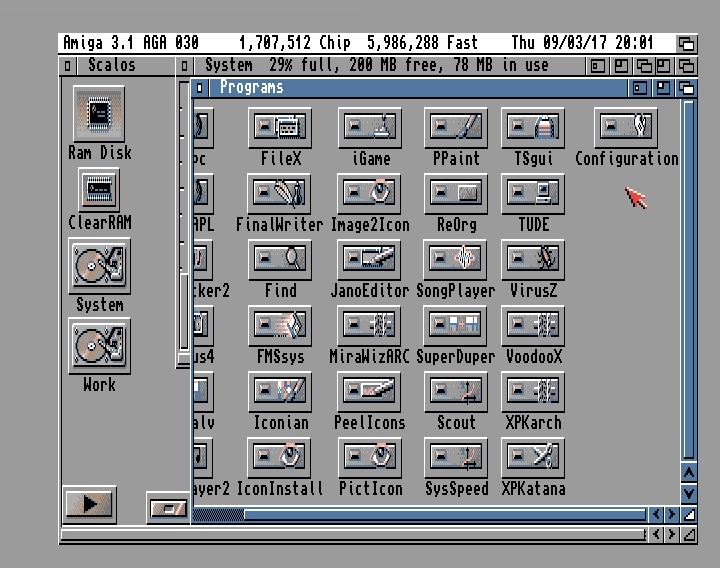 Amiga 3.1 AGA 030 1,707,512 Chip 5,986,288 Fast Thu 09/03/17 20:01
Scalos
System 29% full, 200 MB free, 78 MB in use
Programs
Ram Disk
ClearRAM
System
Work
pc FileX iGame PPaint TSgui Configuration
APL FinalWriter Image2Icon ReOrg TUDE
ker2 Find JanoEditor SongPlayer VirusZ
us4 FMSsys MiraWizARC SuperDuper VoodooX
alv Iconian PeelIcons Scout XPKarch
ayer2 IconInstall PictIcon SysSpeed XPKatana